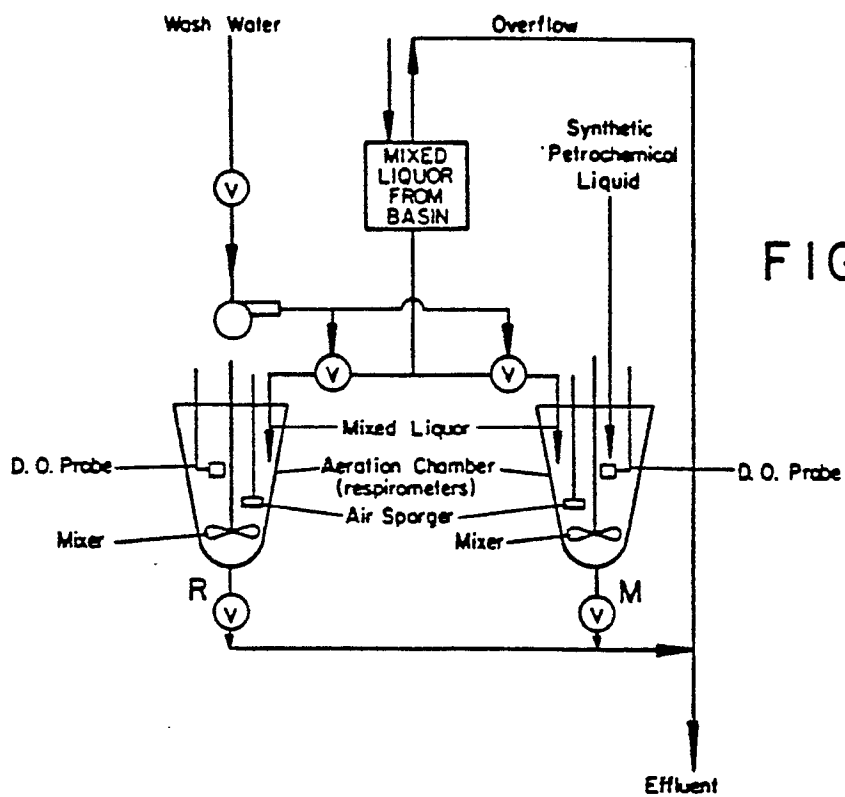 Wash Water
Overflow
MIXED
LIQUOR
FROM
BASIN
Synthetic
Petrochemical
Liquid
V
FIG
V
V
Mixed Liquor
D. O. Probe
Aeration Chamber
(respirometers)
D. O. Probe
Air Sparger
Mixer
Mixer
R
M
V
V
Effluent